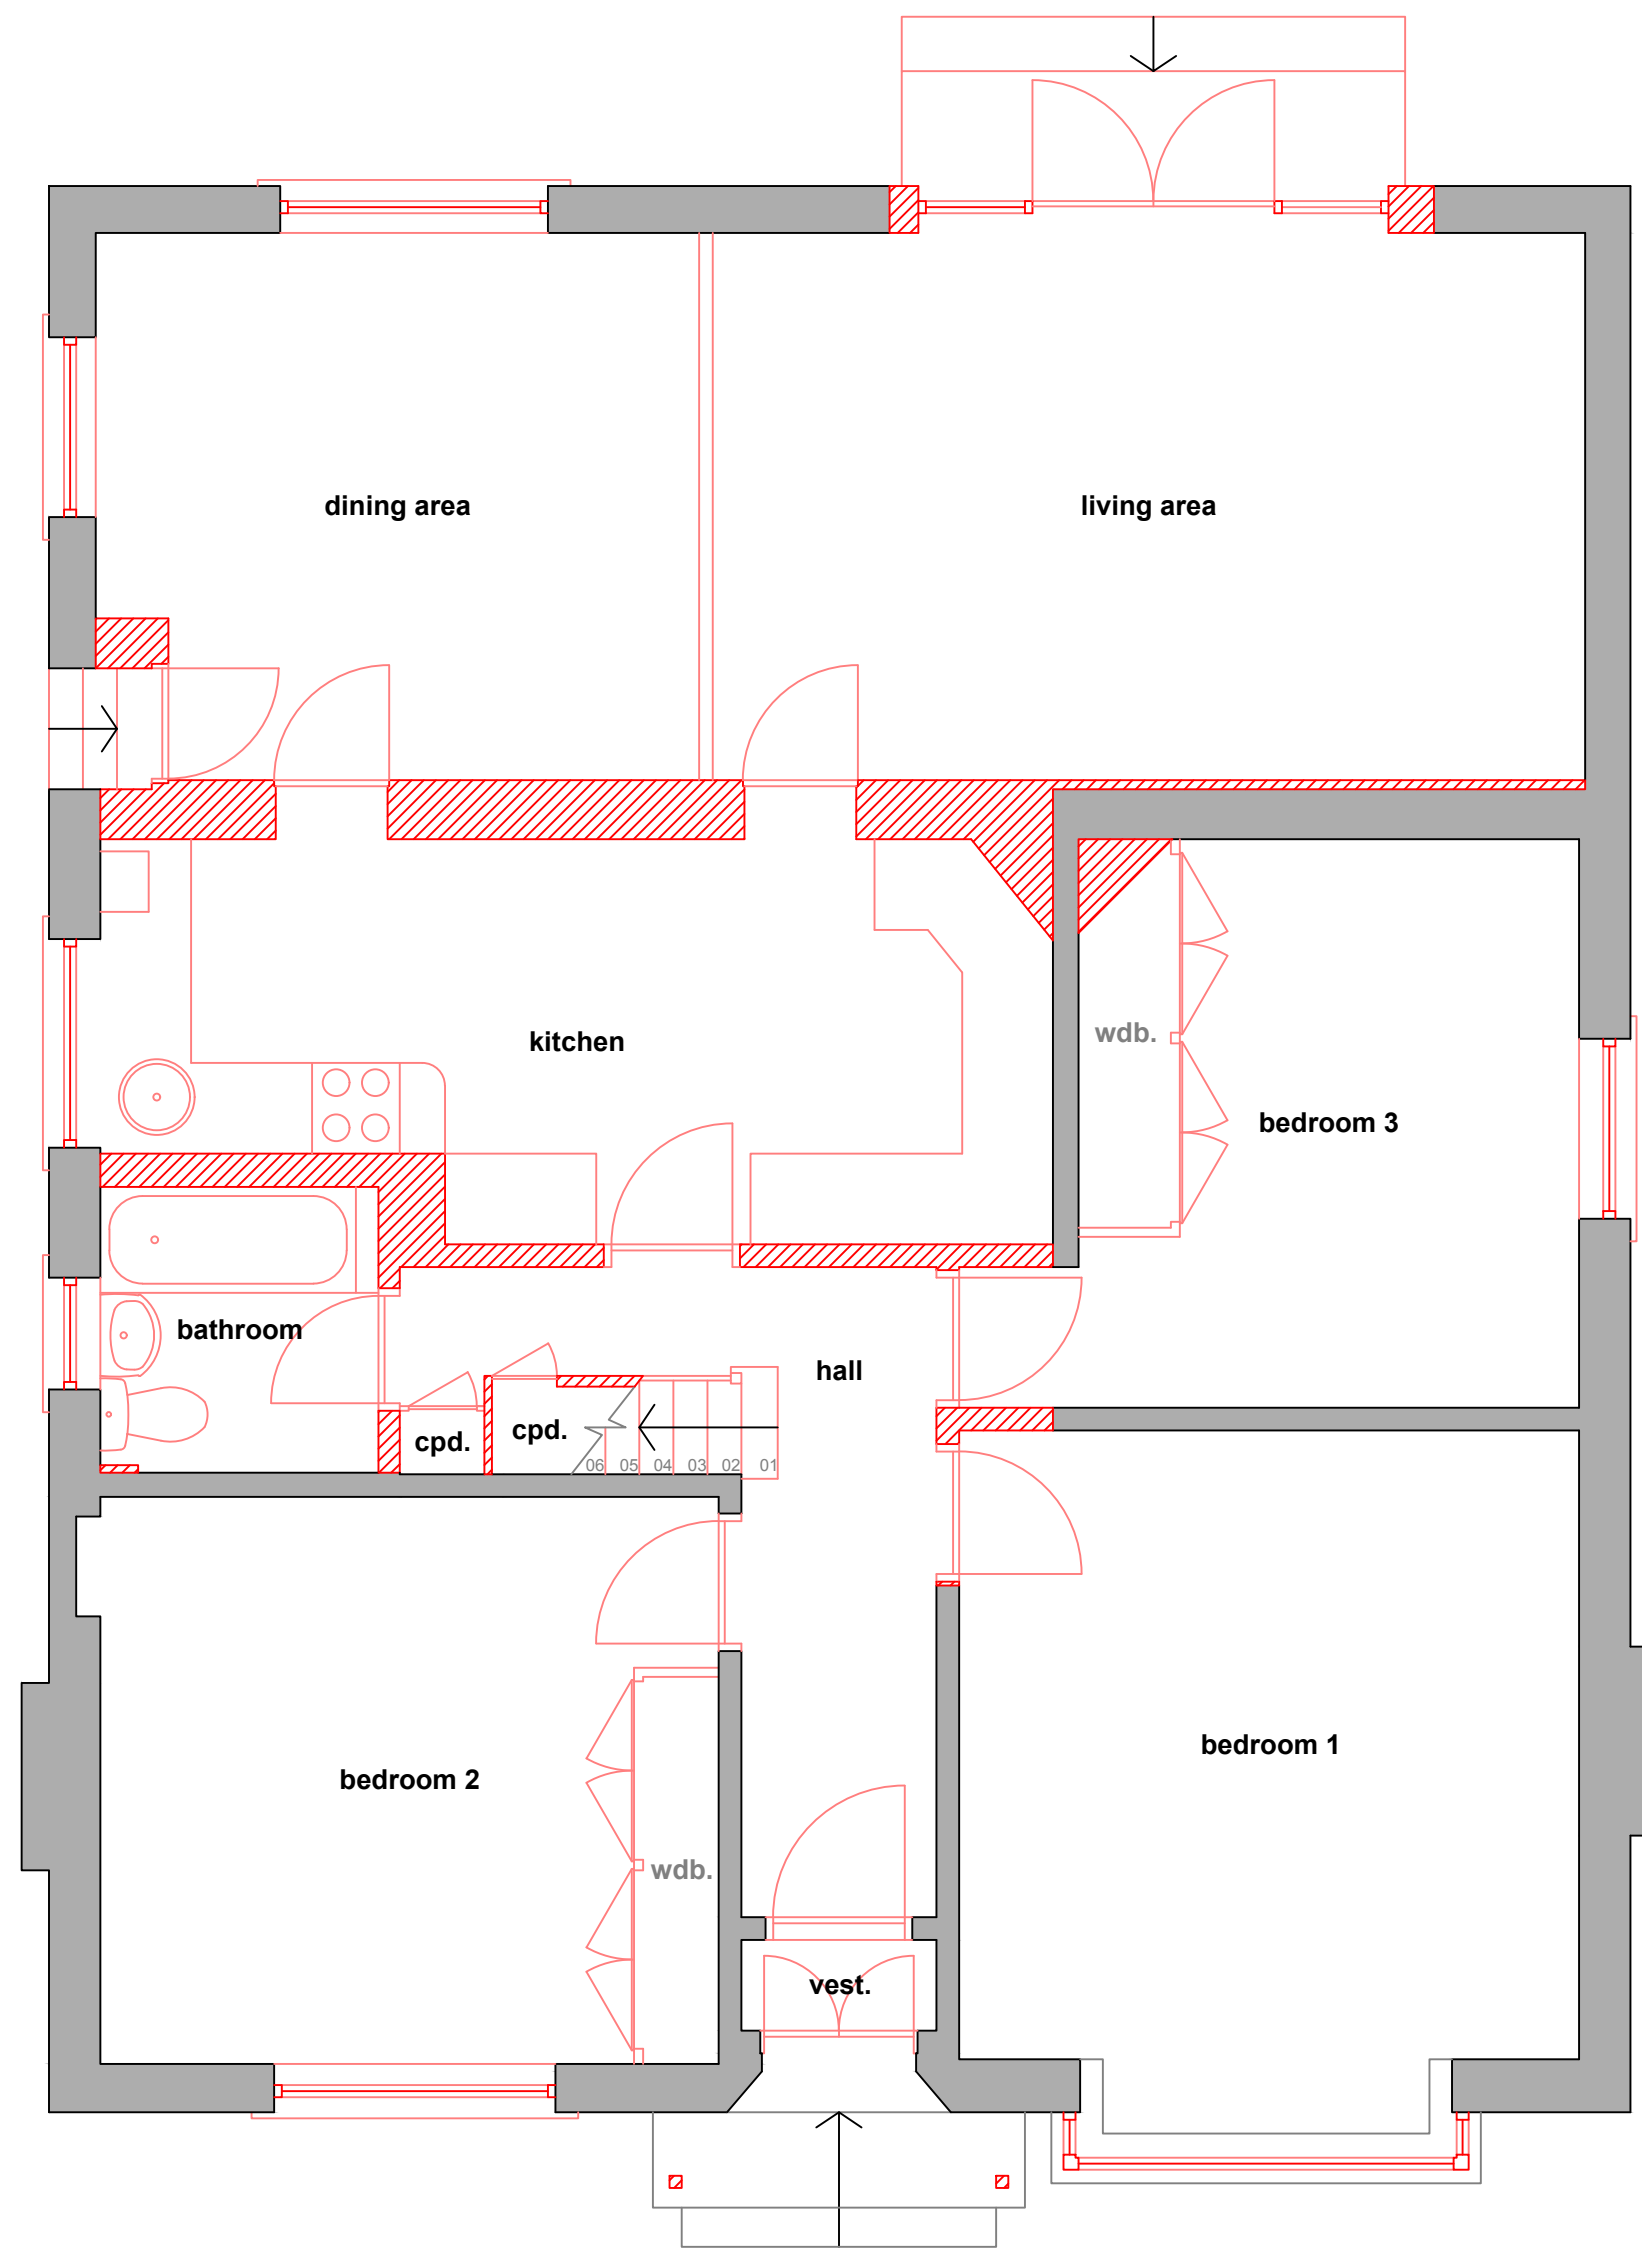 dining area
living area
kitchen
wdb.
bedroom 3
bathroom
hall
cpd.
cpd.
06 05 04 03 02 01
bedroom 1
bedroom 2
wdb.
vest.